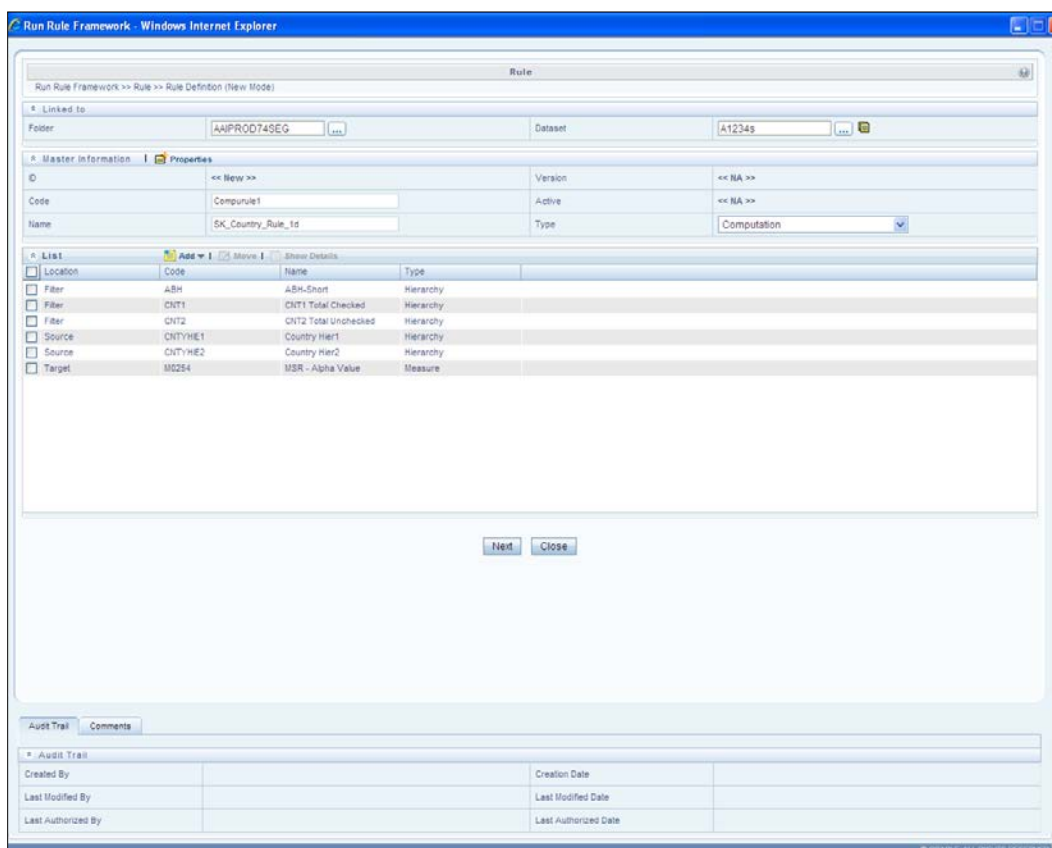 Run Rule Framework - Windows Internet Explorer
Rule
Run Rule Framework >> Rule >> Rule Definition (New Mode)
Linked to
Folder AAIPROD74SEG ... Dataset A1234s ...
Master Information | Properties
ID << New >> Version << NA >>
Code Compurule1 Active << NA >>
Name SK_Country_Rule_1d Type Computation
List Add | Move | Show Details
Location Code Name Type
Filter ABH ABH-Short Hierarchy
Filter CNT1 CNT1 Total Checked Hierarchy
Filter CNT2 CNT2 Total Unchecked Hierarchy
Source CNTYHIE1 Country Hier1 Hierarchy
Source CNTYHIE2 Country Hier2 Hierarchy
Target M0254 MSR - Alpha Value Measure
Next Close
Audit Trail Comments
Audit Trail
Created By Creation Date
Last Modified By Last Modified Date
Last Authorized By Last Authorized Date